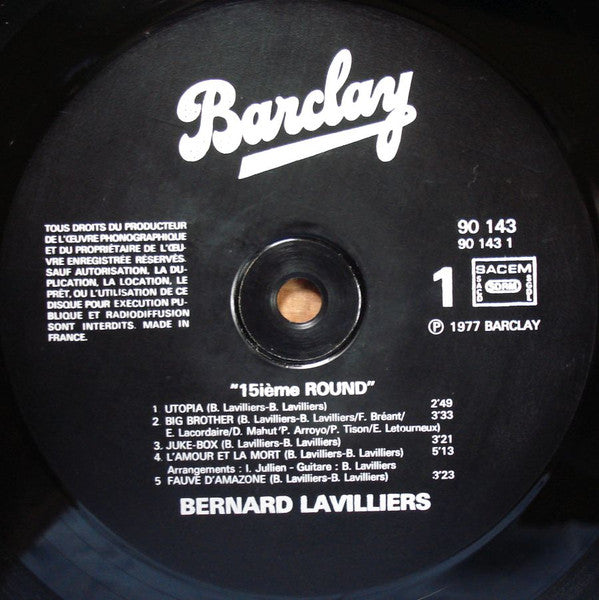 Barclay
TOUS DROITS DU PRODUCTEUR
DE L'ŒUVRE PHONOGRAPHIQUE
ET DU PROPRIÉTAIRE DE L'ŒU-
VRE ENREGISTRÉE RÉSERVÉS.
SAUF AUTORISATION, LA DU-
PLICATION, LA LOCATION, LE
PRÊT, OU L'UTILISATION DE CE
DISQUE POUR EXECUTION PU-
BLIQUE ET RADIODIFFUSION
SONT INTERDITS. MADE IN
FRANCE.
90 143
90 143 1
1
SACEM
SACD
SDRM
SCGL
℗ 1977 BARCLAY
"15ième ROUND"
1 UTOPIA (B. Lavilliers-B. Lavilliers) 2'49
2 BIG BROTHER (B. Lavilliers-B. Lavilliers/F. Bréant/ 3'33
E. Lacordaire/D. Mahut'P. Arroyo/P. Tison/E. Letourneux)
3 JUKE-BOX (B. Lavilliers-B. Lavilliers) 3'21
4 L'AMOUR ET LA MORT (B. Lavilliers-B. Lavilliers) 5'13
Arrangements : I. Jullien - Guitare : B. Lavilliers
5 FAUVE D'AMAZONE (B. Lavilliers-B. Lavilliers) 3'23
BERNARD LAVILLIERS